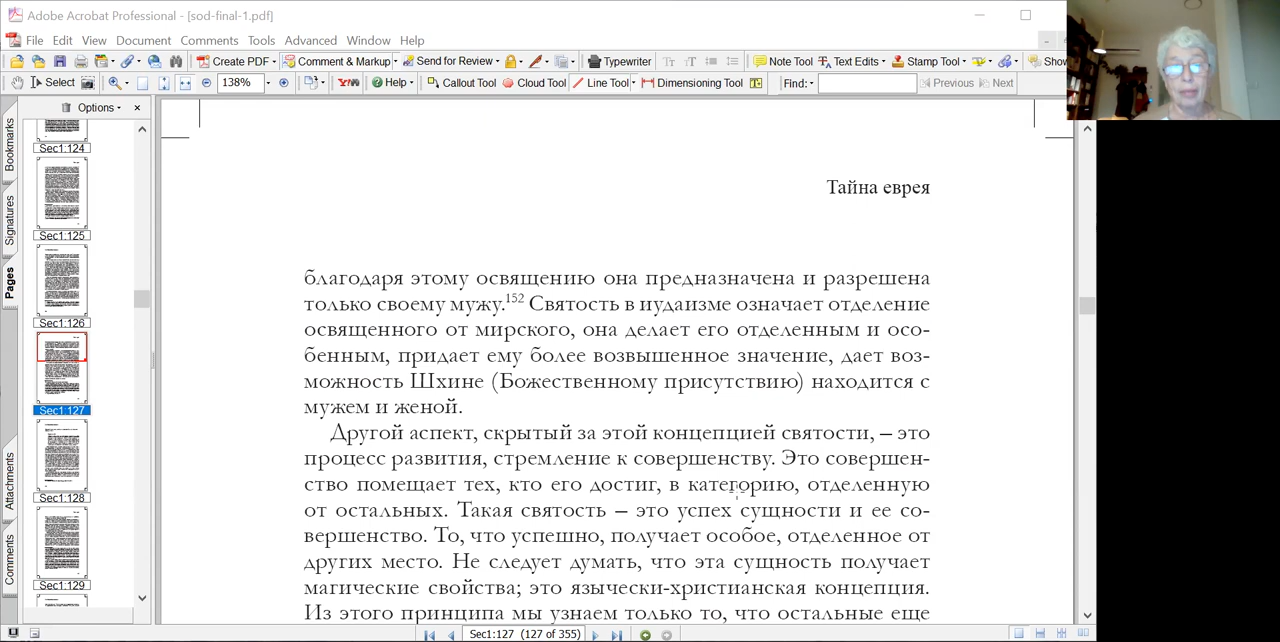 Adobe Acrobat Professional - [sod-final-1.pdf]
File Edit View Document Comments Tools Advanced Window Help
Create PDF Comment & Markup Send for Review Typewriter Note Tool Text Edits Stamp Tool Show
Select 138% Help Callout Tool Cloud Tool Line Tool Dimensioning Tool Find: Previous Next
Options
Bookmarks
Signatures
Pages
Attachments
Comments
Sec1:124
Sec1:125
Sec1:126
Sec1:127
Sec1:128
Sec1:129
Тайна еврея
благодаря этому освящению она предназначена и разрешена
только своему мужу.152 Святость в иудаизме означает отделение
освященного от мирского, она делает его отделенным и осо-
бенным, придает ему более возвышенное значение, дает воз-
можность Шхине (Божественному присутствию) находится с
мужем и женой.
Другой аспект, скрытый за этой концепцией святости, – это
процесс развития, стремление к совершенству. Это совершен-
ство помещает тех, кто его достиг, в категорию, отделенную
от остальных. Такая святость – это успех сущности и ее со-
вершенство. То, что успешно, получает особое, отделенное от
других место. Не следует думать, что эта сущность получает
магические свойства; это язычески-христианская концепция.
Из этого принципа мы узнаем только то, что остальные еще
Sec1:127 (127 of 355)